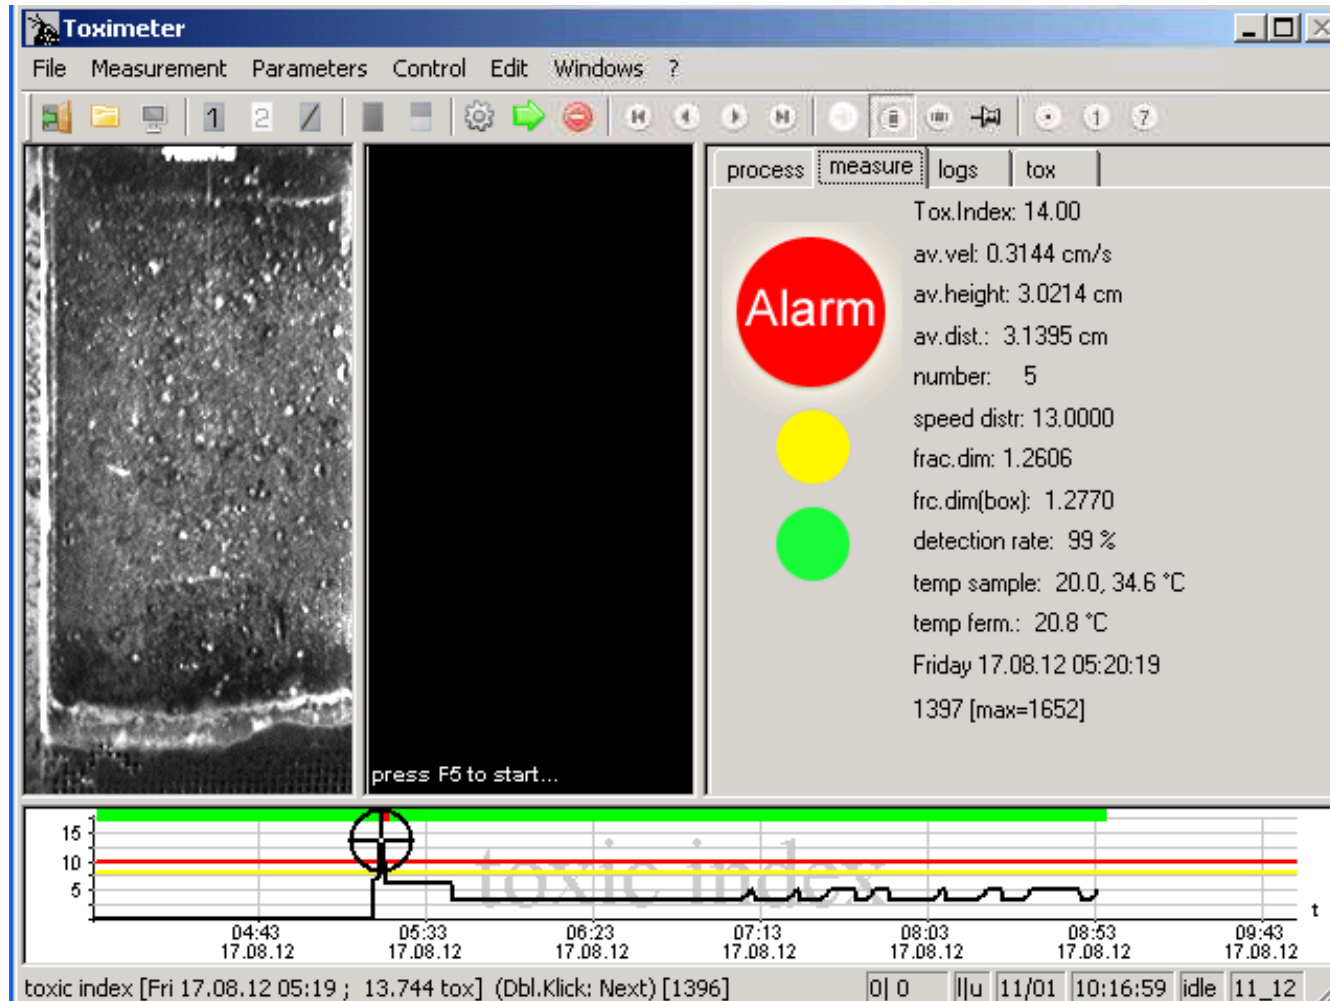 Toximeter
File Measurement Parameters Control Edit Windows ?
1 2 1 7
process measure logs tox
Tox.Index: 14.00
av.vel: 0.3144 cm/s
Alarm
av.height: 3.0214 cm
av.dist.: 3.1395 cm
number: 5
speed distr: 13.0000
frac.dim: 1.2606
frc.dim(box): 1.2770
detection rate: 99 %
temp sample: 20.0, 34.6 °C
temp ferm.: 20.8 °C
Friday 17.08.12 05:20:19
1397 [max=1652]
press F5 to start...
15
10
5
toxic index
t
04:43 05:33 06:23 07:13 08:03 08:53 09:43
17.08.12 17.08.12 17.08.12 17.08.12 17.08.12 17.08.12 17.08.12
toxic index [Fri 17.08.12 05:19 ; 13.744 tox] (Dbl.Klick: Next) [1396] 0| 0 l|u 11/01 10:16:59 idle 11_12